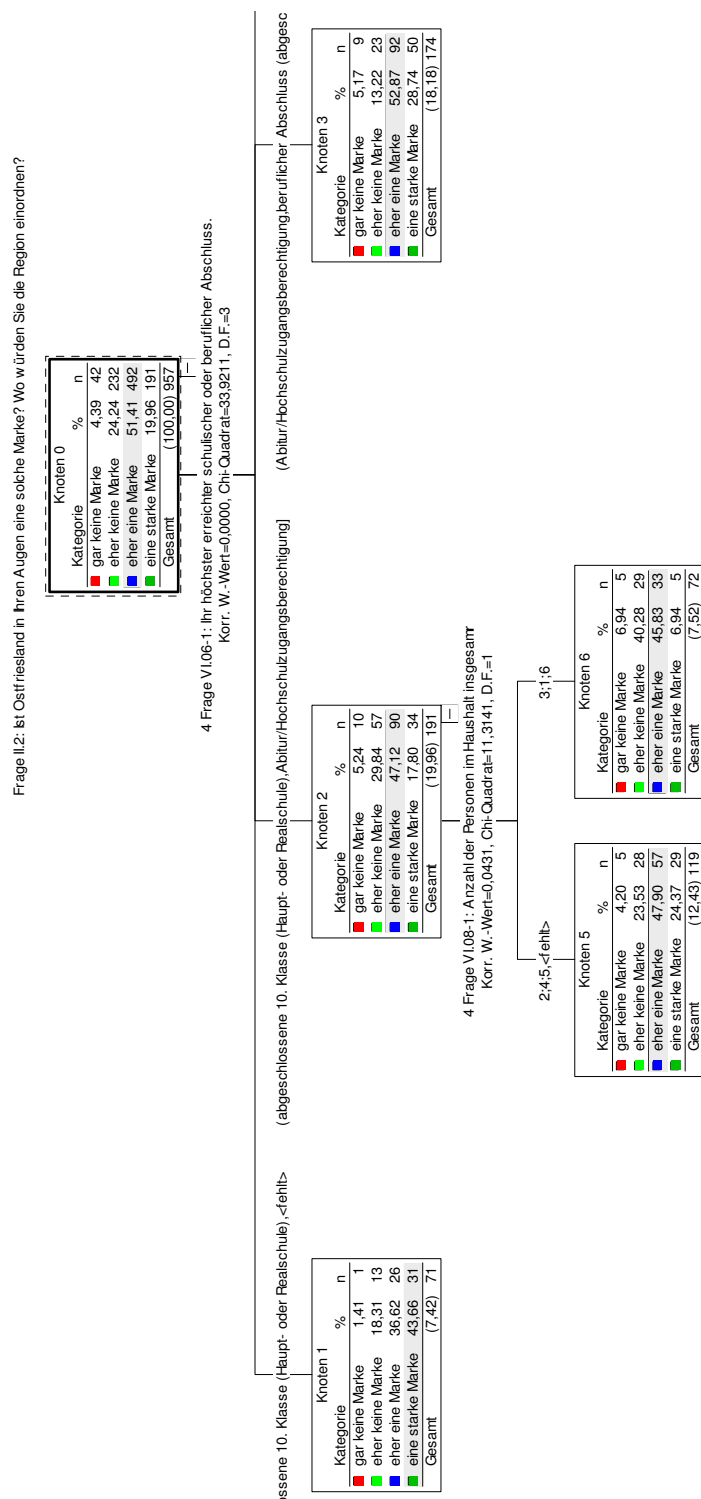 Frage II.2: Ist Ostfriesland in Ihren Augen eine solche Marke? Wo würden Sie die Region einordnen?
Knoten 0
Kategorie % n
gar keine Marke 4,39 42
eher keine Marke 24,24 232
eher eine Marke 51,41 492
eine starke Marke 19,96 191
Gesamt (100,00) 957
4 Frage VI.06-1: Ihr höchster erreichter schulischer oder beruflicher Abschluss.
Korr. W.-Wert=0,0000, Chi-Quadrat=33,9211, D.F.=3
ossene 10. Klasse (Haupt- oder Realschule),<fehlt>
(abgeschlossene 10. Klasse (Haupt- oder Realschule),Abitur/Hochschulzugangsberechtigung]
(Abitur/Hochschulzugangsberechtigung,beruflicher Abschluss (abgesc
Knoten 1
Kategorie % n
gar keine Marke 1,41 1
eher keine Marke 18,31 13
eher eine Marke 36,62 26
eine starke Marke 43,66 31
Gesamt (7,42) 71
Knoten 2
Kategorie % n
gar keine Marke 5,24 10
eher keine Marke 29,84 57
eher eine Marke 47,12 90
eine starke Marke 17,80 34
Gesamt (19,96) 191
Knoten 3
Kategorie % n
gar keine Marke 5,17 9
eher keine Marke 13,22 23
eher eine Marke 52,87 92
eine starke Marke 28,74 50
Gesamt (18,18) 174
4 Frage VI.08-1: Anzahl der Personen im Haushalt insgesamt
Korr. W.-Wert=0,0431, Chi-Quadrat=11,3141, D.F.=1
2;4;5,<fehlt>
3;1;6
Knoten 5
Kategorie % n
gar keine Marke 4,20 5
eher keine Marke 23,53 28
eher eine Marke 47,90 57
eine starke Marke 24,37 29
Gesamt (12,43) 119
Knoten 6
Kategorie % n
gar keine Marke 6,94 5
eher keine Marke 40,28 29
eher eine Marke 45,83 33
eine starke Marke 6,94 5
Gesamt (7,52) 72